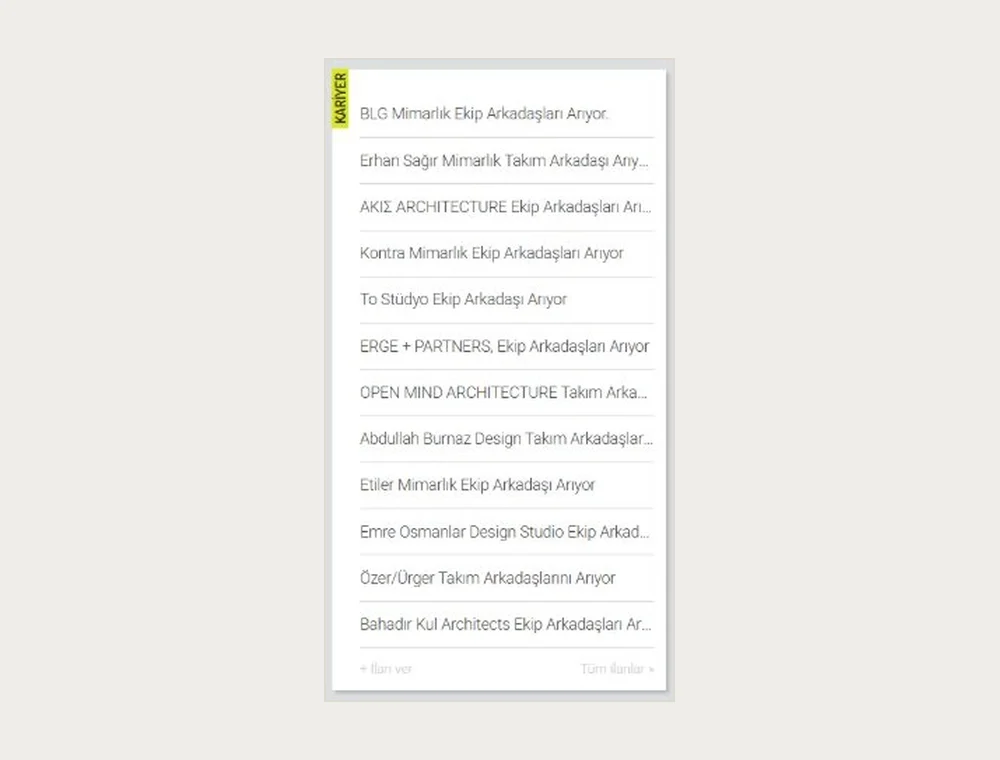 KARİYER
BLG Mimarlık Ekip Arkadaşları Arıyor.
Erhan Sağır Mimarlık Takım Arkadaşı Arıy...
AKIΣ ARCHITECTURE Ekip Arkadaşları Arı...
Kontra Mimarlık Ekip Arkadaşları Arıyor
To Stüdyo Ekip Arkadaşı Arıyor
ERGE + PARTNERS, Ekip Arkadaşları Arıyor
OPEN MIND ARCHITECTURE Takım Arka...
Abdullah Burnaz Design Takım Arkadaşlar...
Etiler Mimarlık Ekip Arkadaşı Arıyor
Emre Osmanlar Design Studio Ekip Arkad...
Özer/Ürger Takım Arkadaşlarını Arıyor
Bahadır Kul Architects Ekip Arkadaşları Ar...
+ İlan ver Tüm ilanlar »